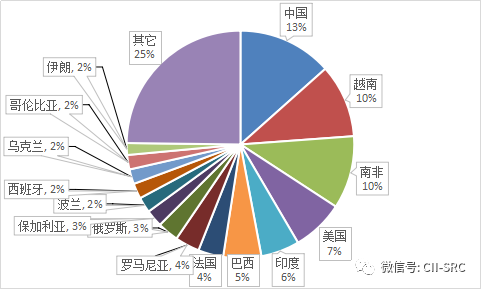 中国
13%
越南
10%
南非
10%
美国
7%
印度
6%
巴西
5%
法国
4%
罗马尼亚, 4%
俄罗斯, 3%
保加利亚, 3%
波兰, 2%
西班牙, 2%
乌克兰, 2%
哥伦比亚, 2%
伊朗, 2%
其它
25%
微信号: CII-SRC